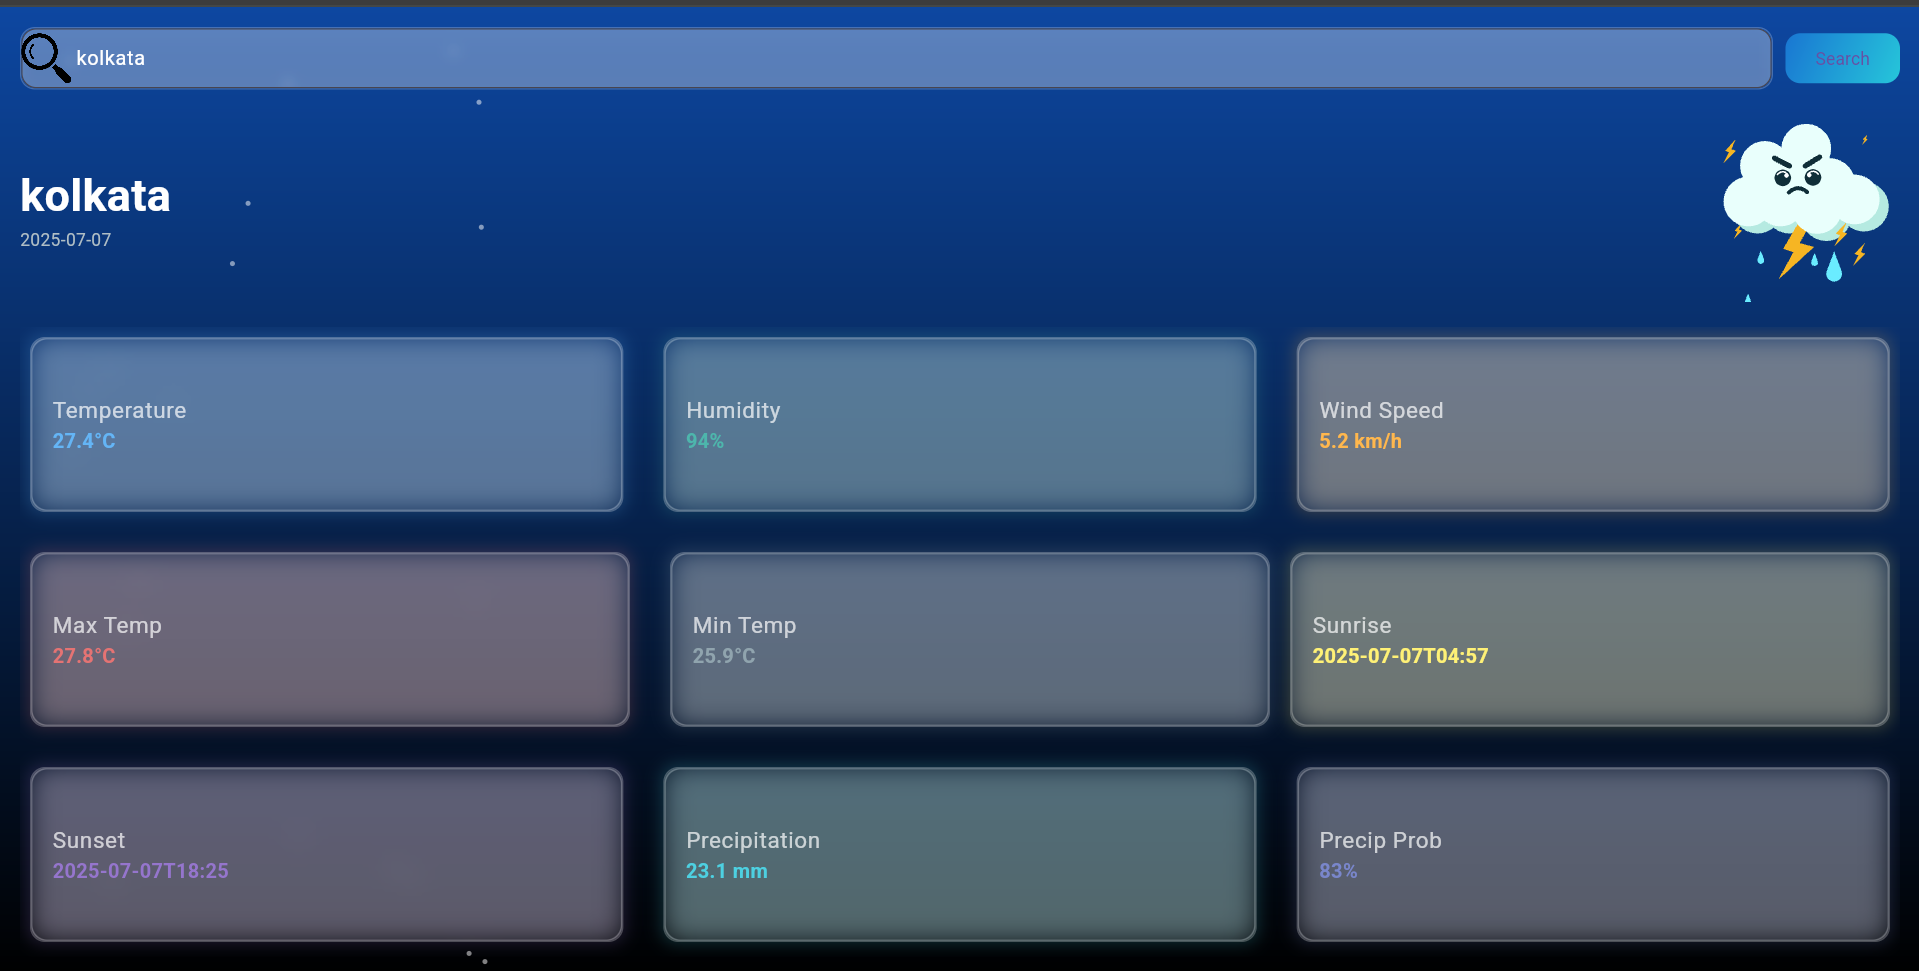 kolkata
Search
kolkata
2025-07-07
Temperature
27.4°C
Humidity
94%
Wind Speed
5.2 km/h
Max Temp
27.8°C
Min Temp
25.9°C
Sunrise
2025-07-07T04:57
Sunset
2025-07-07T18:25
Precipitation
23.1 mm
Precip Prob
83%